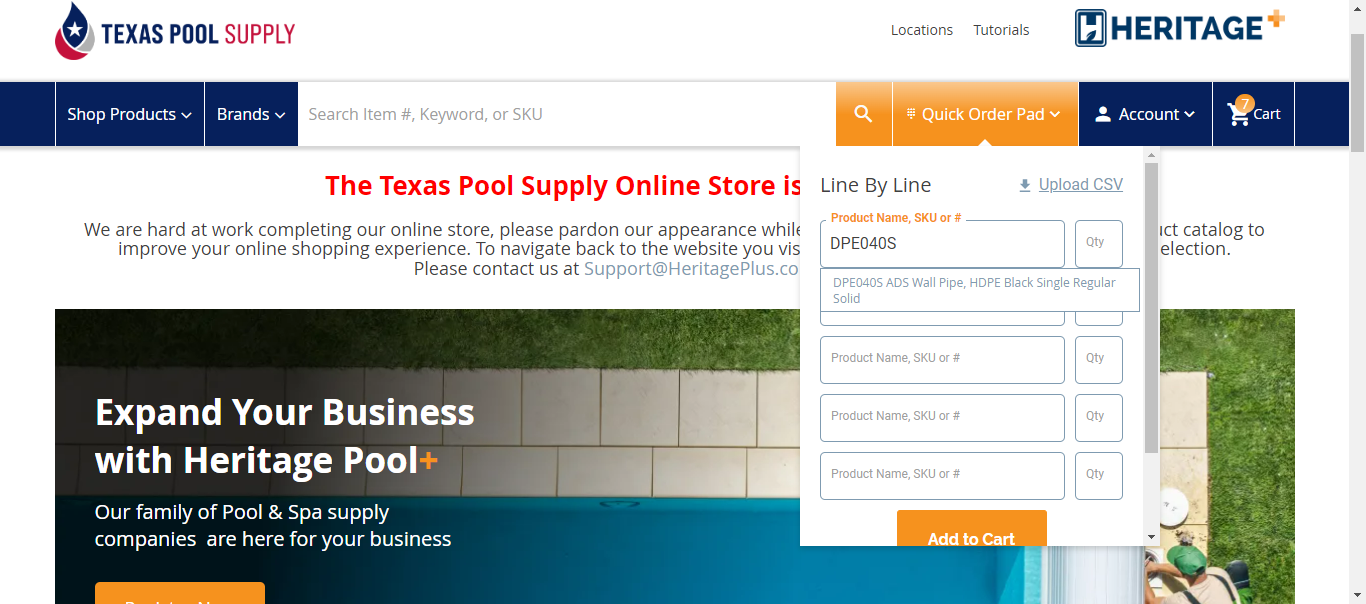 TEXAS POOL SUPPLY
Locations
Tutorials
HERITAGE+
Shop Products
Brands
Search Item #, Keyword, or SKU
Quick Order Pad
Account
7
Cart
The Texas Pool Supply Online Store is
We are hard at work completing our online store, please pardon our appearance while
improve your online shopping experience. To navigate back to the website you vis
Please contact us at Support@HeritagePlus.co
ct catalog to
election.
Line By Line
Upload CSV
Product Name, SKU or #
DPE040S
Qty
DPE040S ADS Wall Pipe, HDPE Black Single Regular
Solid
Product Name, SKU or #
Qty
Product Name, SKU or #
Qty
Product Name, SKU or #
Qty
Add to Cart
Expand Your Business
with Heritage Pool+
Our family of Pool & Spa supply
companies are here for your business